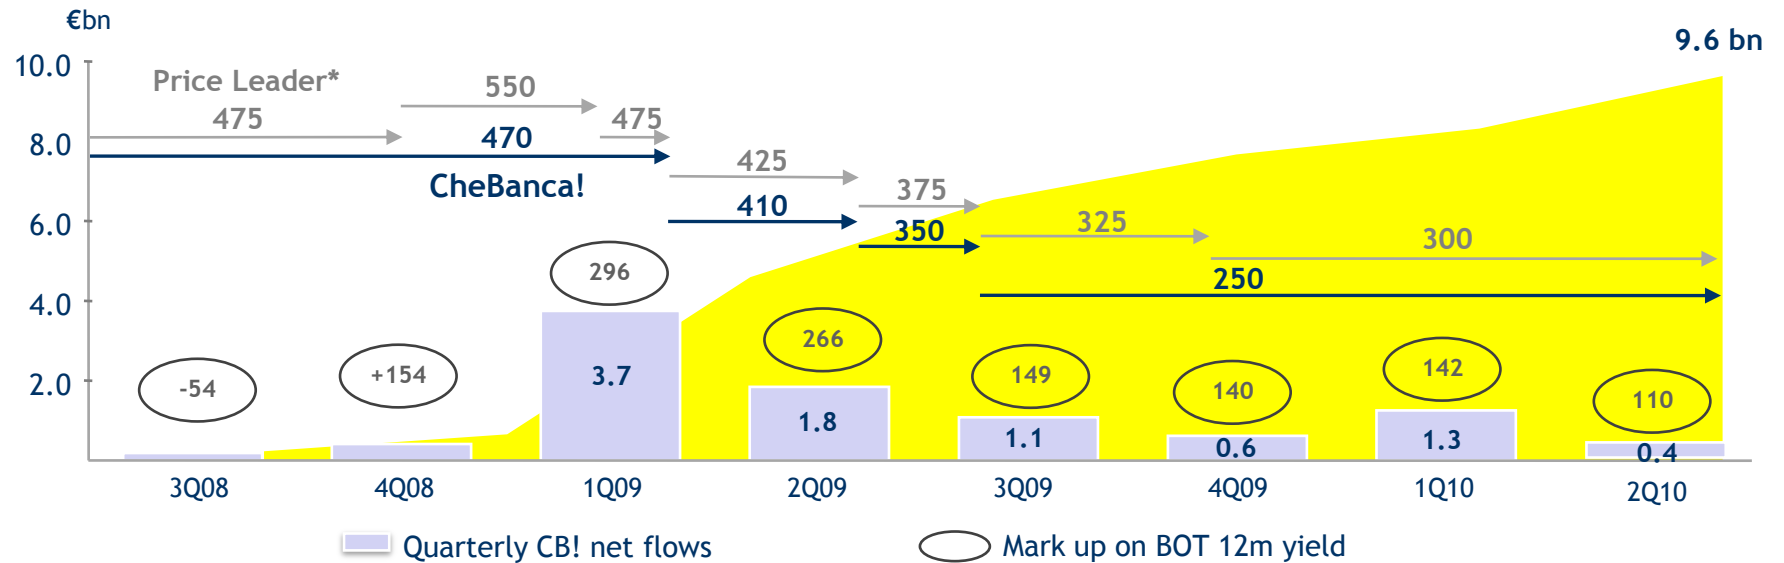 €bn
9.6 bn
10.0
8.0
6.0
4.0
2.0
Price Leader*
475
550
475
470
CheBanca!
425
410
375
350
325
300
250
-54
+154
296
266
149
140
142
110
3.7
1.8
1.1
0.6
1.3
0.4
3Q08
4Q08
1Q09
2Q09
3Q09
4Q09
1Q10
2Q10
Quarterly CB! net flows
Mark up on BOT 12m yield